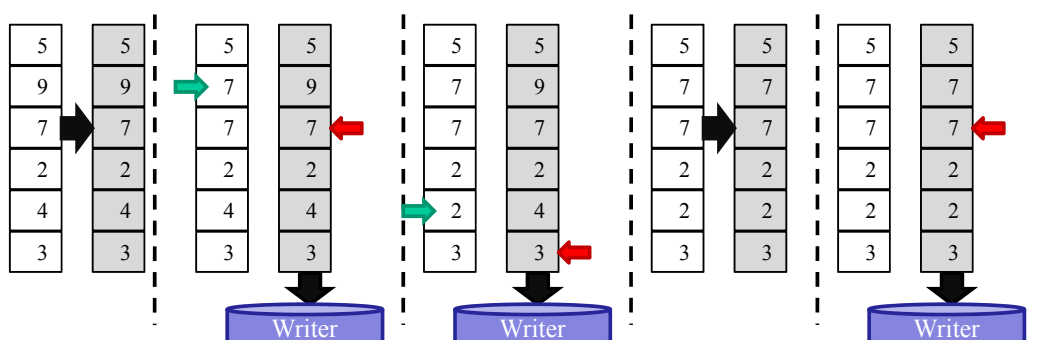 5 5 5 5 5 5 5 5 5 5
9 9 7 9 7 9 7 7 7 7
7 7 7 7 7 7 7 7 7 7
2 2 2 2 2 2 2 2 2 2
4 4 4 4 2 4 2 2 2 2
3 3 3 3 3 3 3 3 3 3
Writer Writer Writer